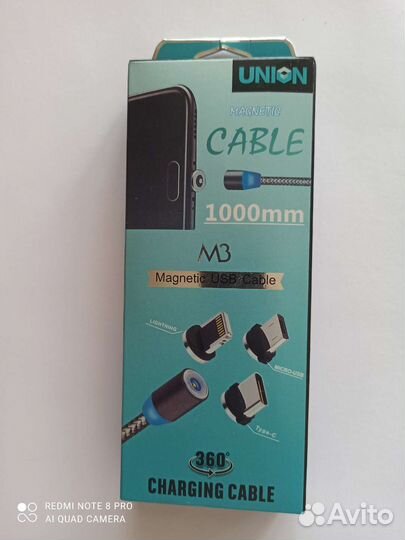 UNION
MAGNETIC
CABLE
1000mm
M3
Magnetic USB Cable
LIGHTNING
MICRO-USB
Type-C
360°
CHARGING CABLE
REDMI NOTE 8 PRO
AI QUAD CAMERA
Avito